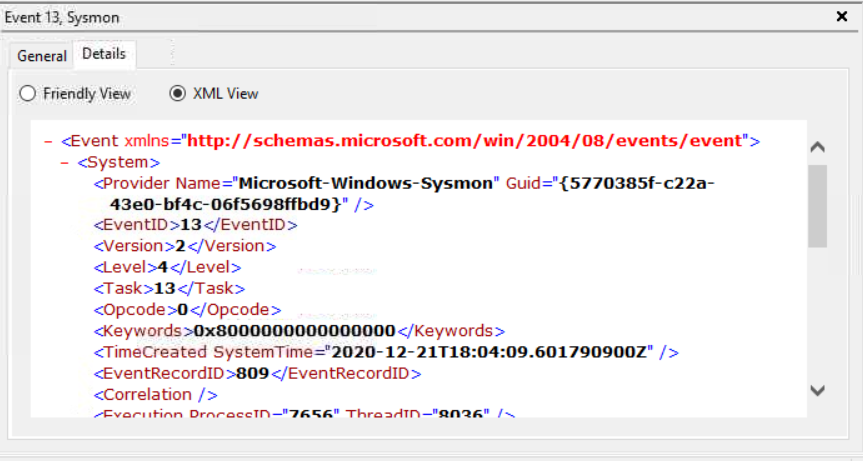 Event 13, Sysmon
General Details
Friendly View XML View
- <Event xmlns="http://schemas.microsoft.com/win/2004/08/events/event">
- <System>
<Provider Name="Microsoft-Windows-Sysmon" Guid="{5770385f-c22a-
43e0-bf4c-06f5698ffbd9}" />
<EventID>13</EventID>
<Version>2</Version>
<Level>4</Level>
<Task>13</Task>
<Opcode>0</Opcode>
<Keywords>0x8000000000000000</Keywords>
<TimeCreated SystemTime="2020-12-21T18:04:09.601790900Z" />
<EventRecordID>809</EventRecordID>
<Correlation />
<Execution ProcessID="7656" ThreadID="8036" />